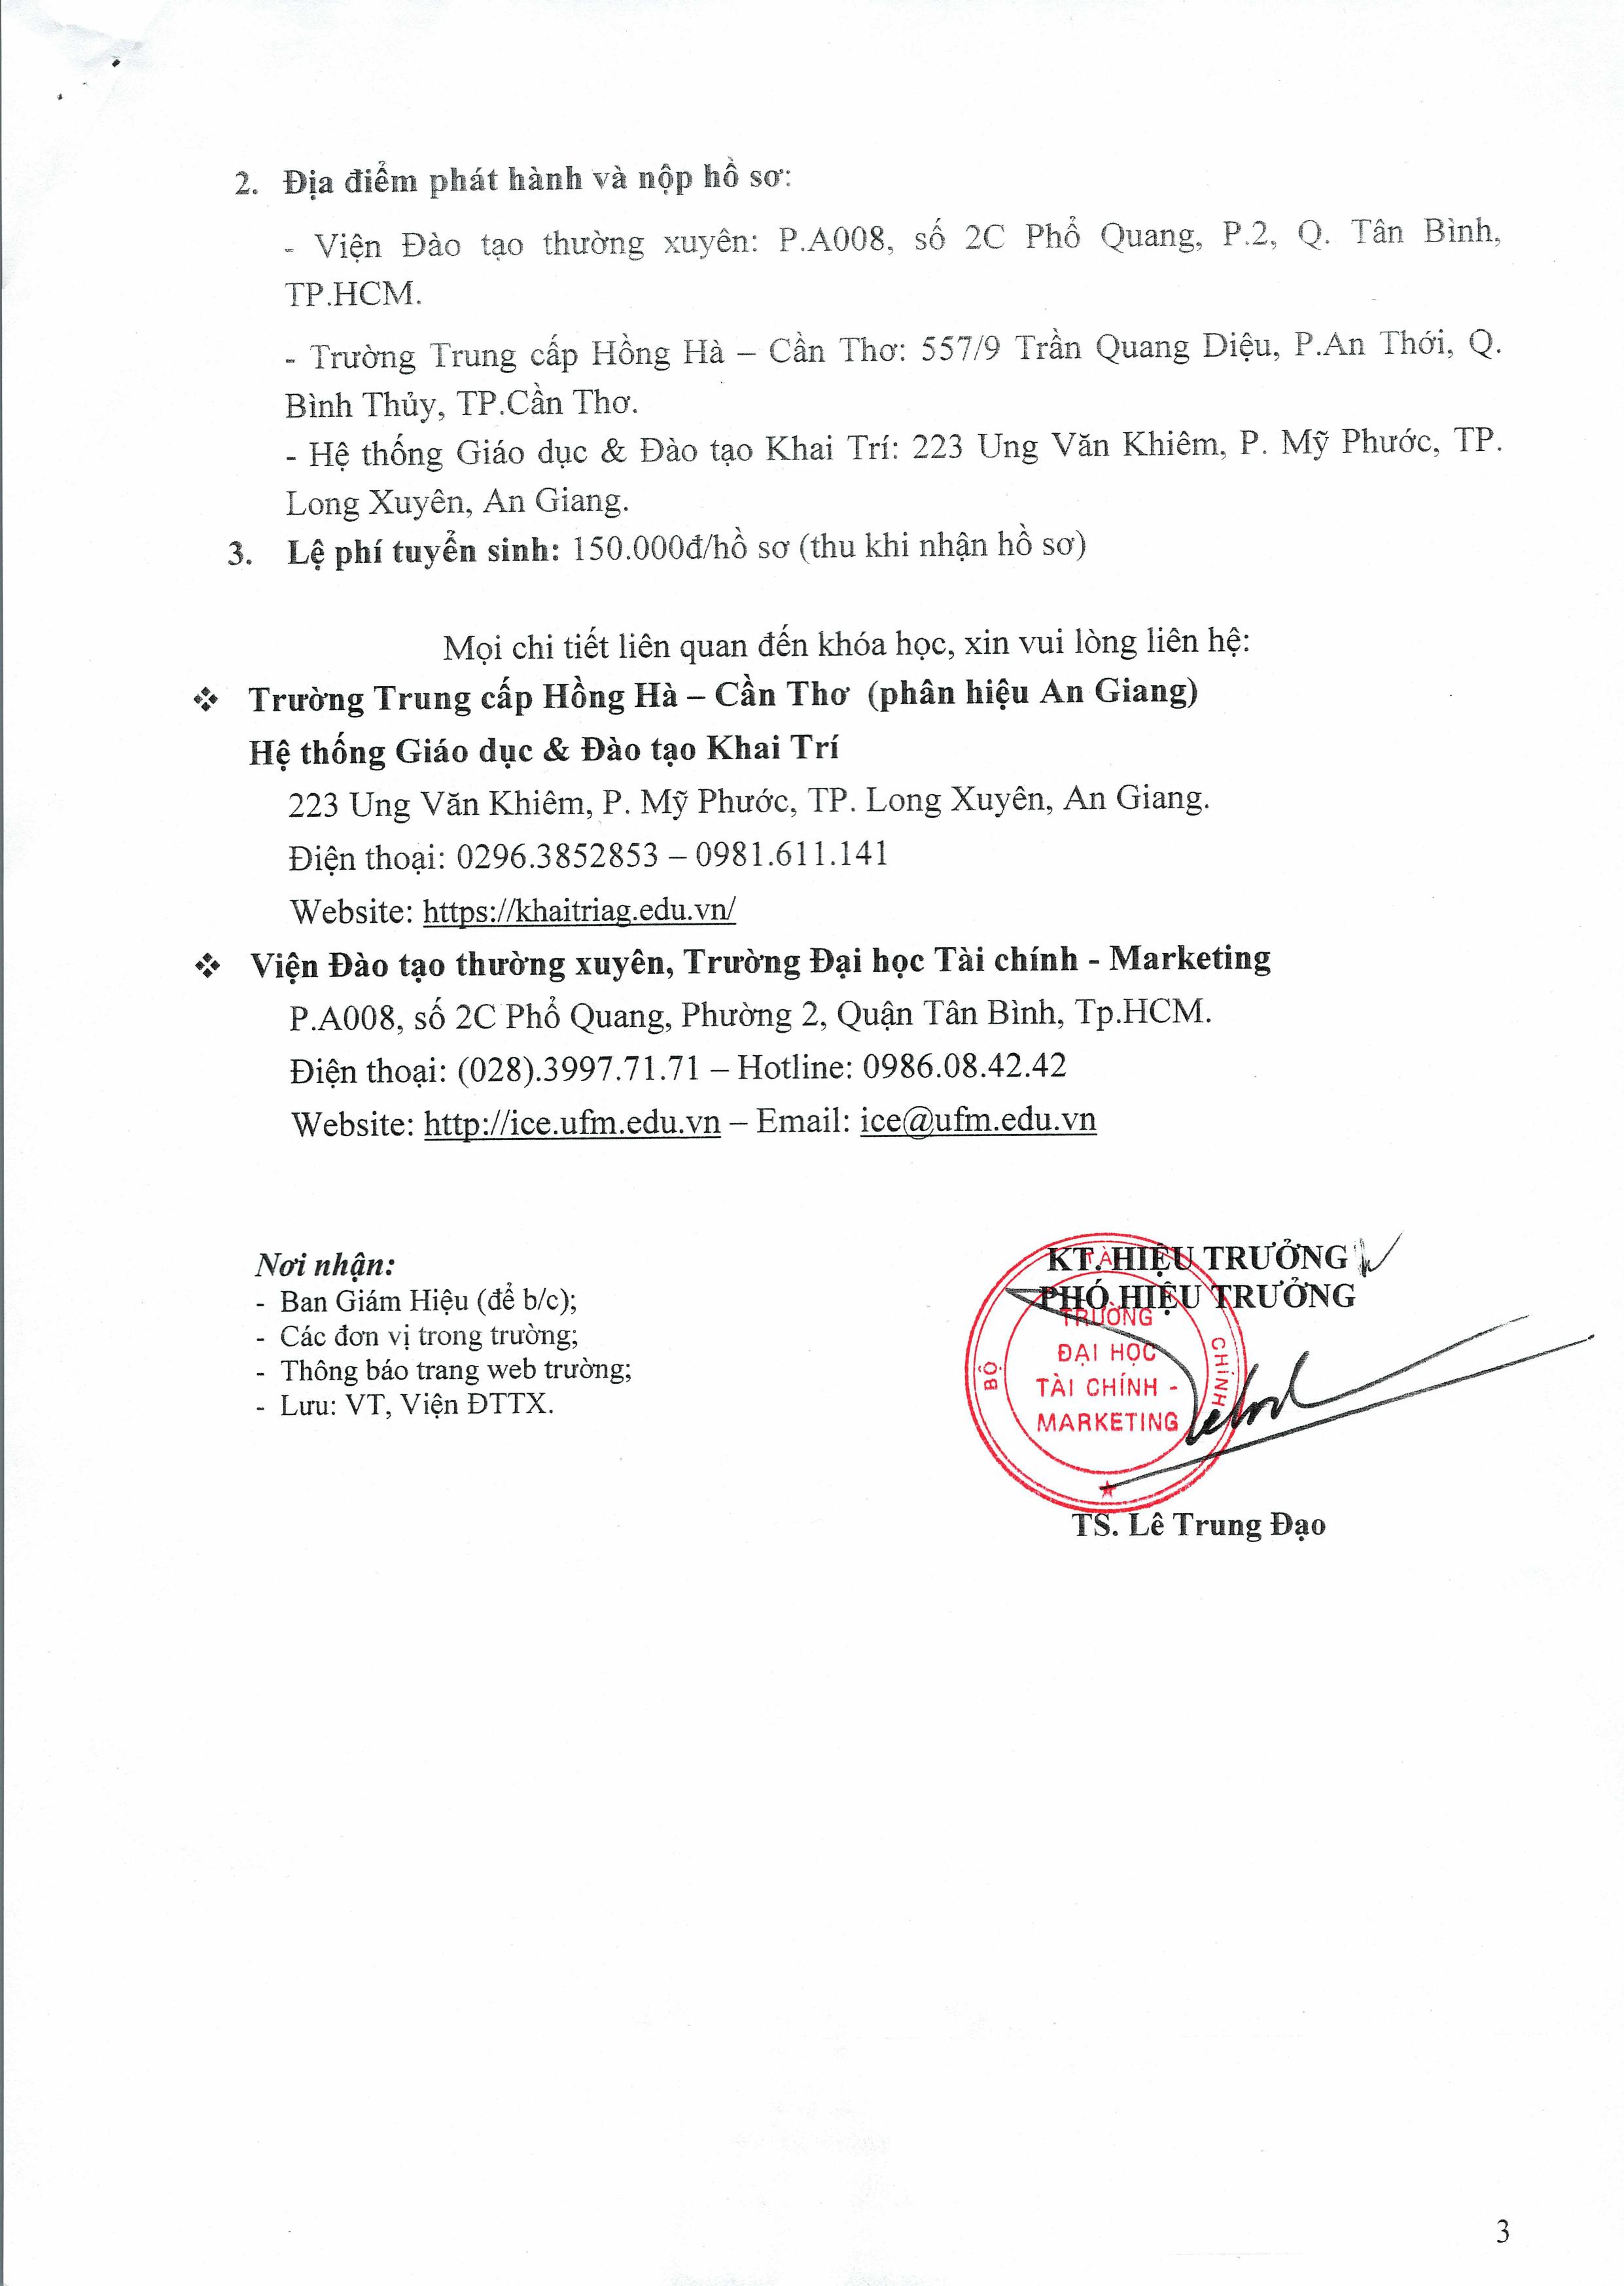 2. Địa điểm phát hành và nộp hồ sơ:
- Viện Đào tạo thường xuyên: P.A008, số 2C Phổ Quang, P.2, Q. Tân Bình,
TP.HCM.
- Trường Trung cấp Hồng Hà – Cần Thơ: 557/9 Trần Quang Diệu, P.An Thới, Q.
Bình Thủy, TP.Cần Thơ.
- Hệ thống Giáo dục & Đào tạo Khai Trí: 223 Ung Văn Khiêm, P. Mỹ Phước, TP.
Long Xuyên, An Giang.
3. Lệ phí tuyển sinh: 150.000đ/hồ sơ (thu khi nhận hồ sơ)
Mọi chi tiết liên quan đến khóa học, xin vui lòng liên hệ:
❖ Trường Trung cấp Hồng Hà – Cần Thơ (phân hiệu An Giang)
Hệ thống Giáo dục & Đào tạo Khai Trí
223 Ung Văn Khiêm, P. Mỹ Phước, TP. Long Xuyên, An Giang.
Điện thoại: 0296.3852853 – 0981.611.141
Website: https://khaitriag.edu.vn/
❖ Viện Đào tạo thường xuyên, Trường Đại học Tài chính - Marketing
P.A008, số 2C Phổ Quang, Phường 2, Quận Tân Bình, Tp.HCM.
Điện thoại: (028).3997.71.71 – Hotline: 0986.08.42.42
Website: http://ice.ufm.edu.vn – Email: ice@ufm.edu.vn
Nơi nhận:
- Ban Giám Hiệu (để b/c);
- Các đơn vị trong trường;
- Thông báo trang web trường;
- Lưu: VT, Viện ĐTTX.
KT. HIỆU TRƯỞNG
PHÓ HIỆU TRƯỞNG
BỘ TÀI CHÍNH
TRƯỜNG
ĐẠI HỌC
TÀI CHÍNH -
MARKETING
TS. Lê Trung Đạo
3